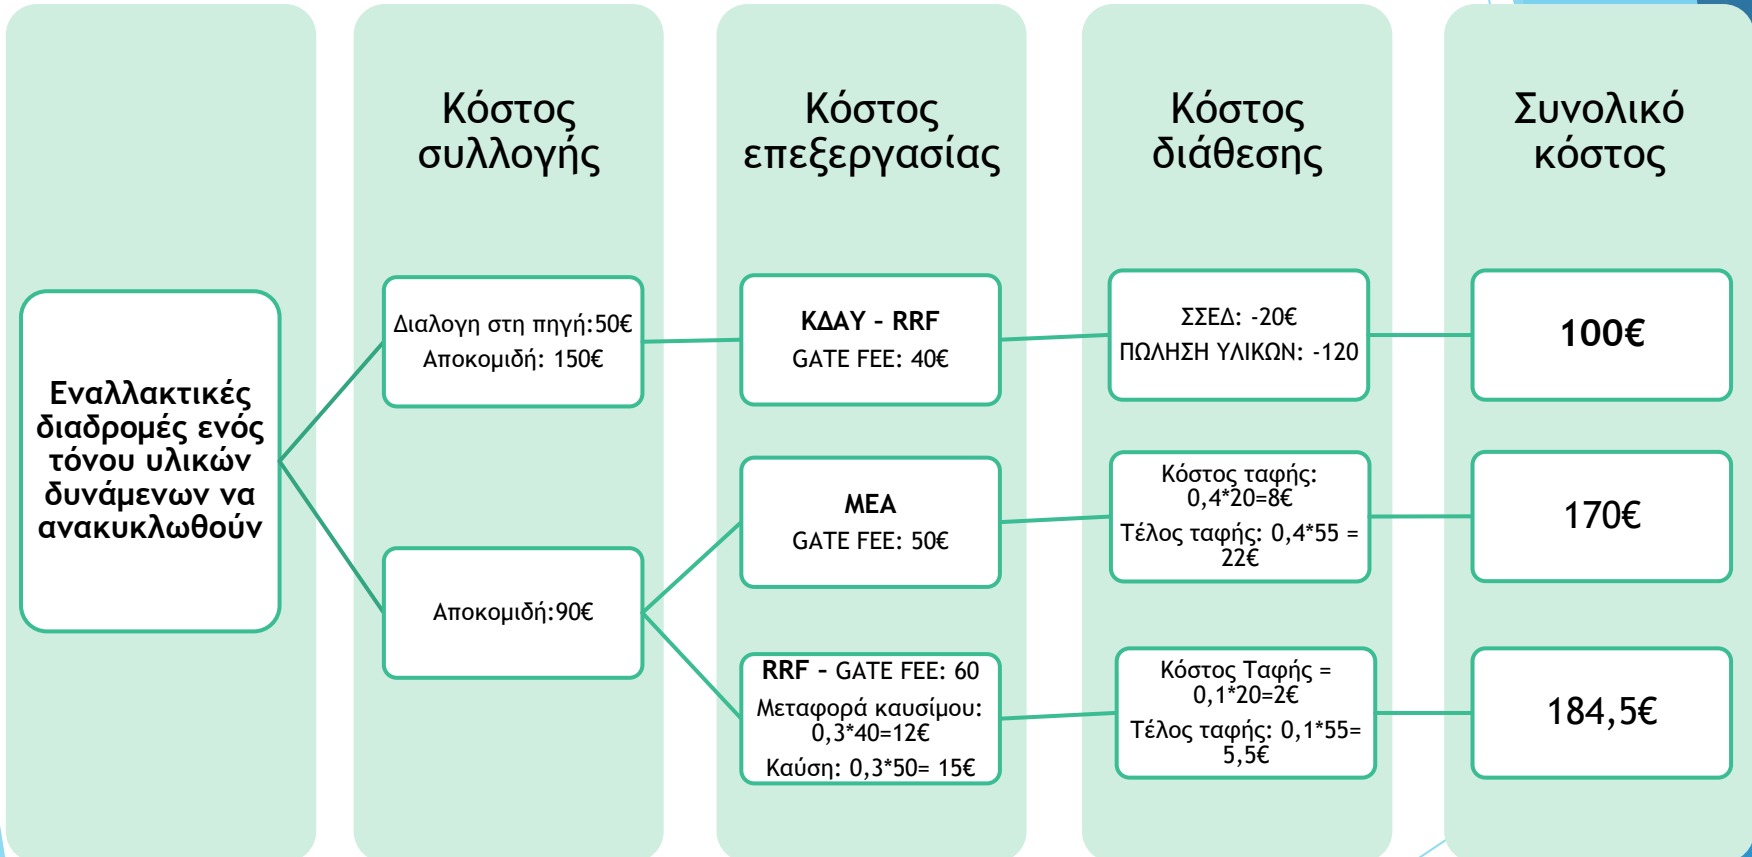 Κόστος
συλλογής
Κόστος
επεξεργασίας
Κόστος
διάθεσης
Συνολικό
κόστος
Εναλλακτικές
διαδρομές ενός
τόνου υλικών
δυνάμενων να
ανακυκλωθούν
Διαλογη στη πηγή:50€
Αποκομιδή: 150€
ΚΔΑΥ – RRF
GATE FEE: 40€
ΣΣΕΔ: -20€
ΠΩΛΗΣΗ ΥΛΙΚΩΝ: -120
100€
Αποκομιδή:90€
ΜΕΑ
GATE FEE: 50€
Κόστος ταφής:
0,4*20=8€
Τέλος ταφής: 0,4*55 =
22€
170€
RRF – GATE FEE: 60
Μεταφορά καυσίμου:
0,3*40=12€
Καύση: 0,3*50= 15€
Κόστος Ταφής =
0,1*20=2€
Τέλος ταφής: 0,1*55=
5,5€
184,5€